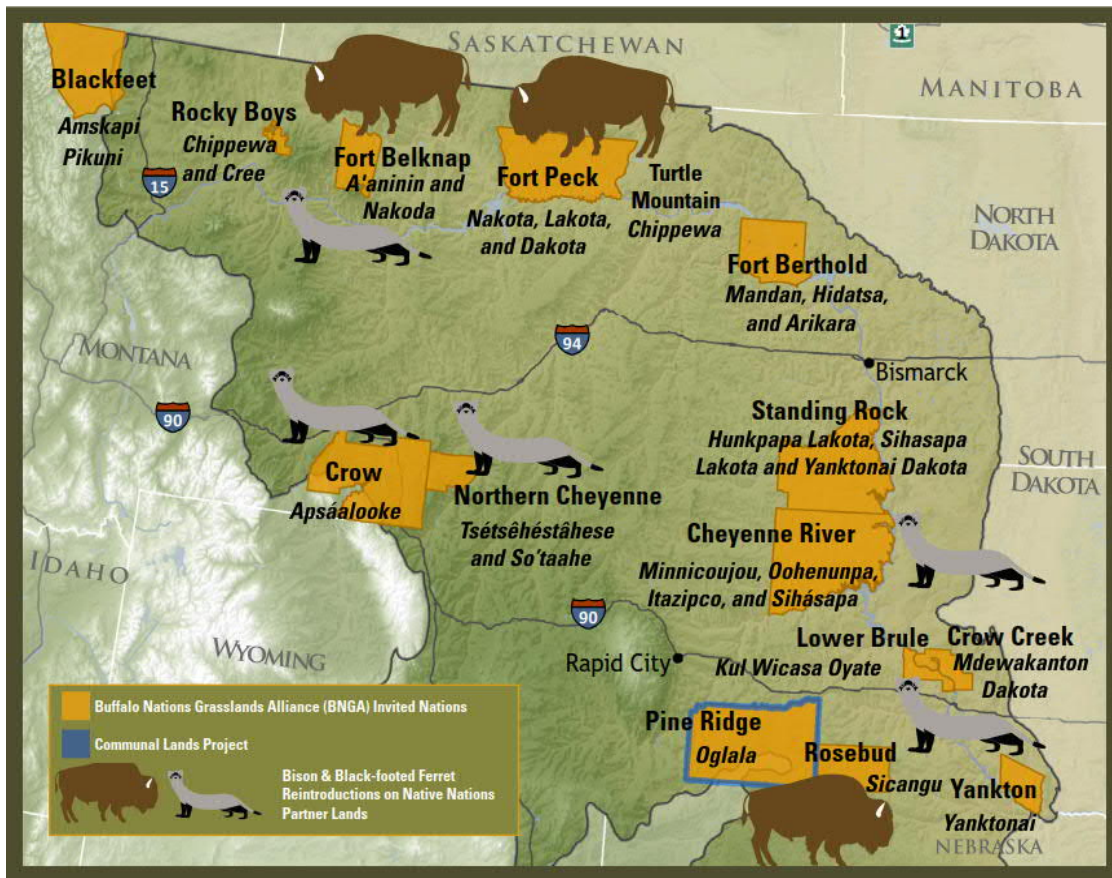 SASKATCHEWAN
1
MANITOBA
Blackfeet
Amskapi
Pikuni
Rocky Boys
Chippewa
and Cree
15
Fort Belknap
A'aninin and
Nakoda
Fort Peck
Nakota, Lakota,
and Dakota
Turtle
Mountain
Chippewa
NORTH
DAKOTA
Fort Berthold
Mandan, Hidatsa,
and Arikara
MONTANA
94
Bismarck
90
Standing Rock
Hunkpapa Lakota, Sihasapa
Lakota and Yanktonai Dakota
SOUTH
DAKOTA
Crow
Apsáalooke
Northern Cheyenne
Tsétsêhéstâhese
and So'taahe
Cheyenne River
Minnicoujou, Oohenunpa,
Itazipco, and Sihásapa
IDAHO
90
WYOMING
Rapid City
Lower Brule
Kul Wicasa Oyate
Crow Creek
Mdewakanton
Dakota
Pine Ridge
Oglala
Rosebud
Sicangu
Yankton
Yanktonai
NEBRASKA
Buffalo Nations Grasslands Alliance (BNGA) Invited Nations
Communal Lands Project
Bison & Black-footed Ferret
Reintroductions on Native Nations
Partner Lands